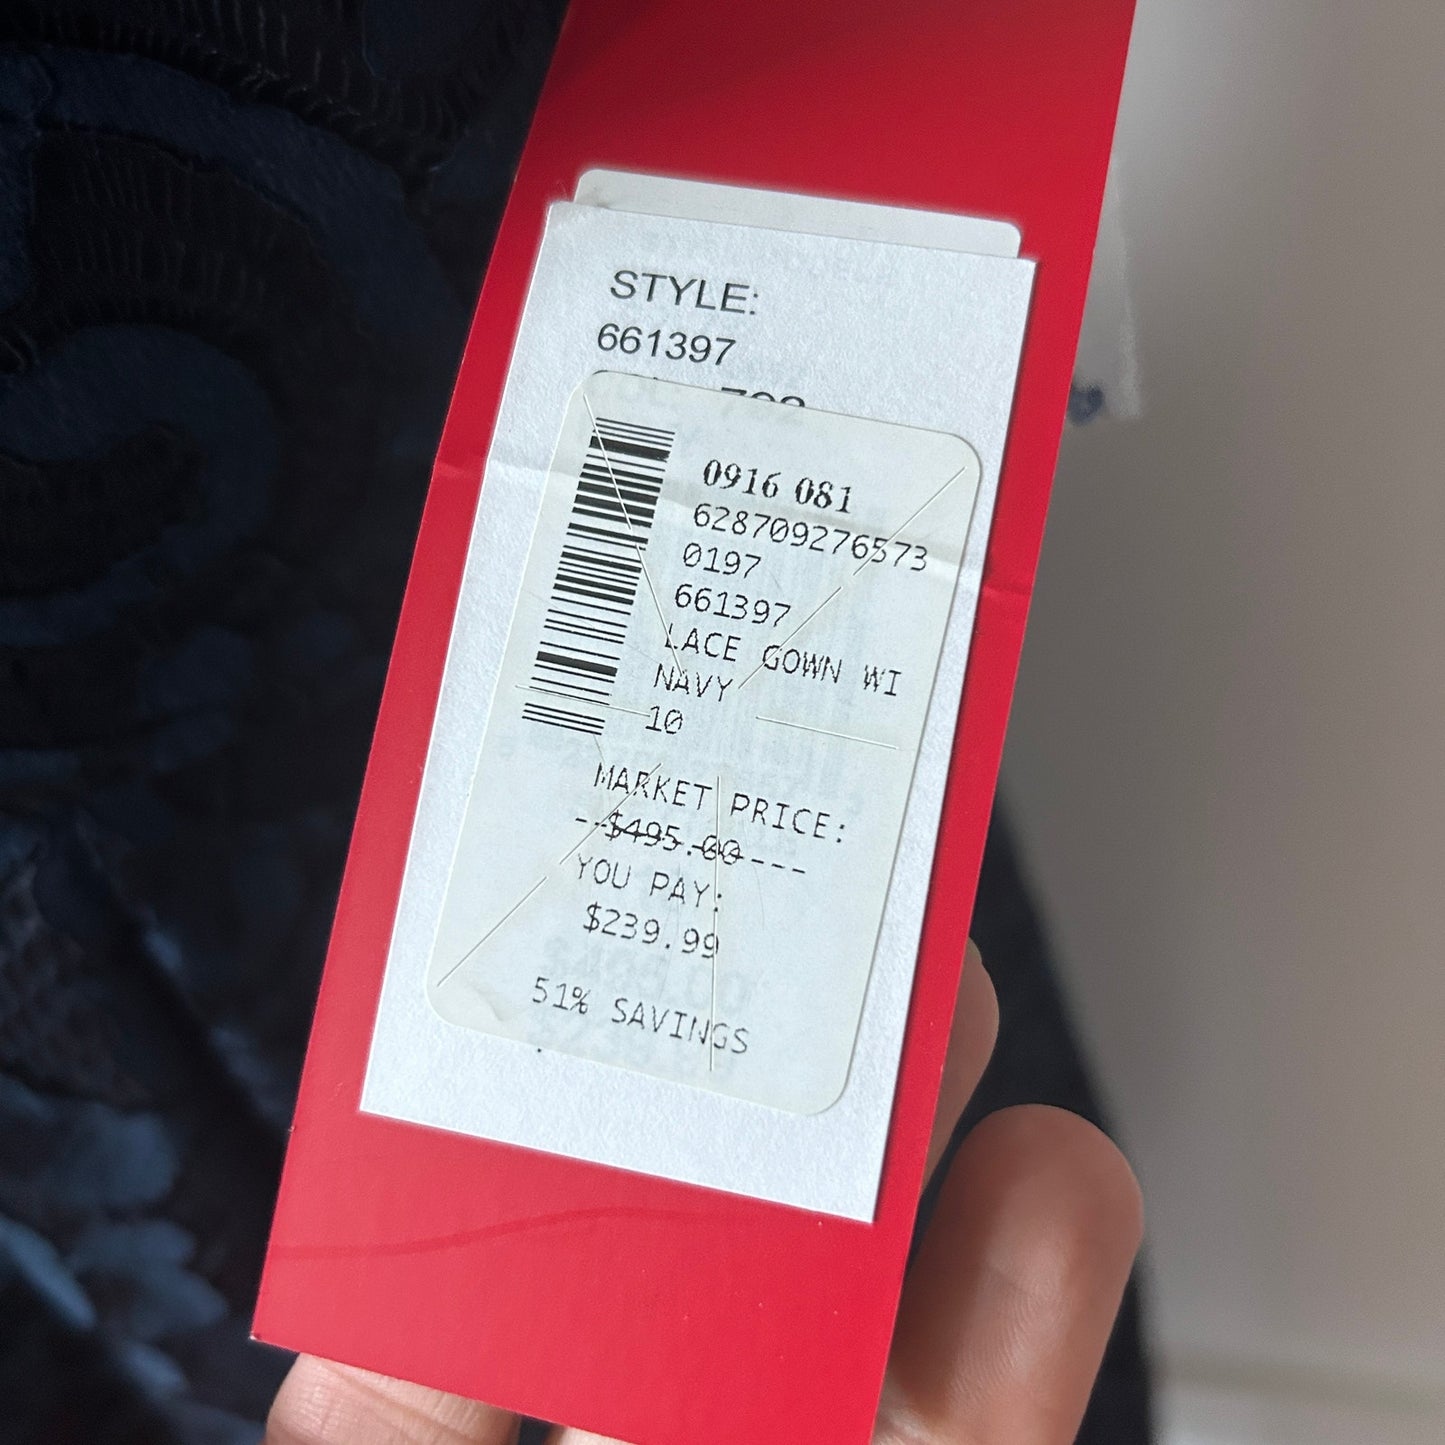 STYLE:
661397
0916 081
628709276573
0197
661397
LACE GOWN WI
NAVY
10
MARKET PRICE:
--$495.00---
YOU PAY:
$239.99
51% SAVINGS